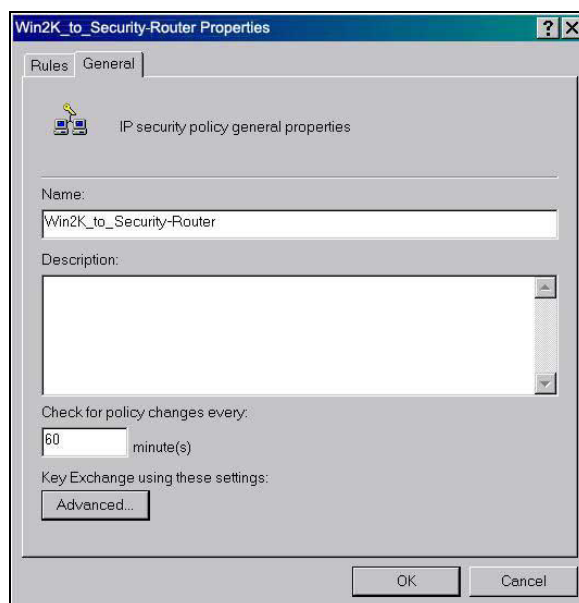 Win2K_to_Security-Router Properties
Rules General
IP security policy general properties
Name:
Win2K_to_Security-Router
Description:
Check for policy changes every:
60 minute(s)
Key Exchange using these settings:
Advanced...
OK Cancel